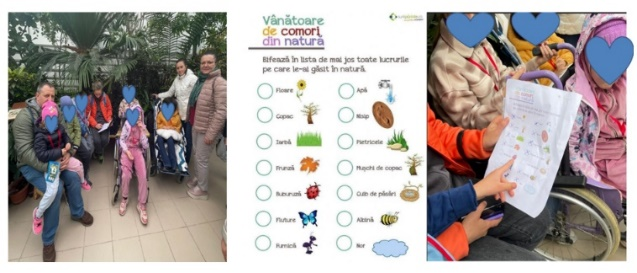 Vânătoare
de comori
din natură
Bifează în lista de mai jos toate lucrurile
pe care le-ai găsit în natură.
Floare
Apă
Copac
Nisip
Iarbă
Pietricele
Frunză
Mușchi de copac
Buburuză
Cuib de păsări
Fluture
Albină
Furnică
Nor